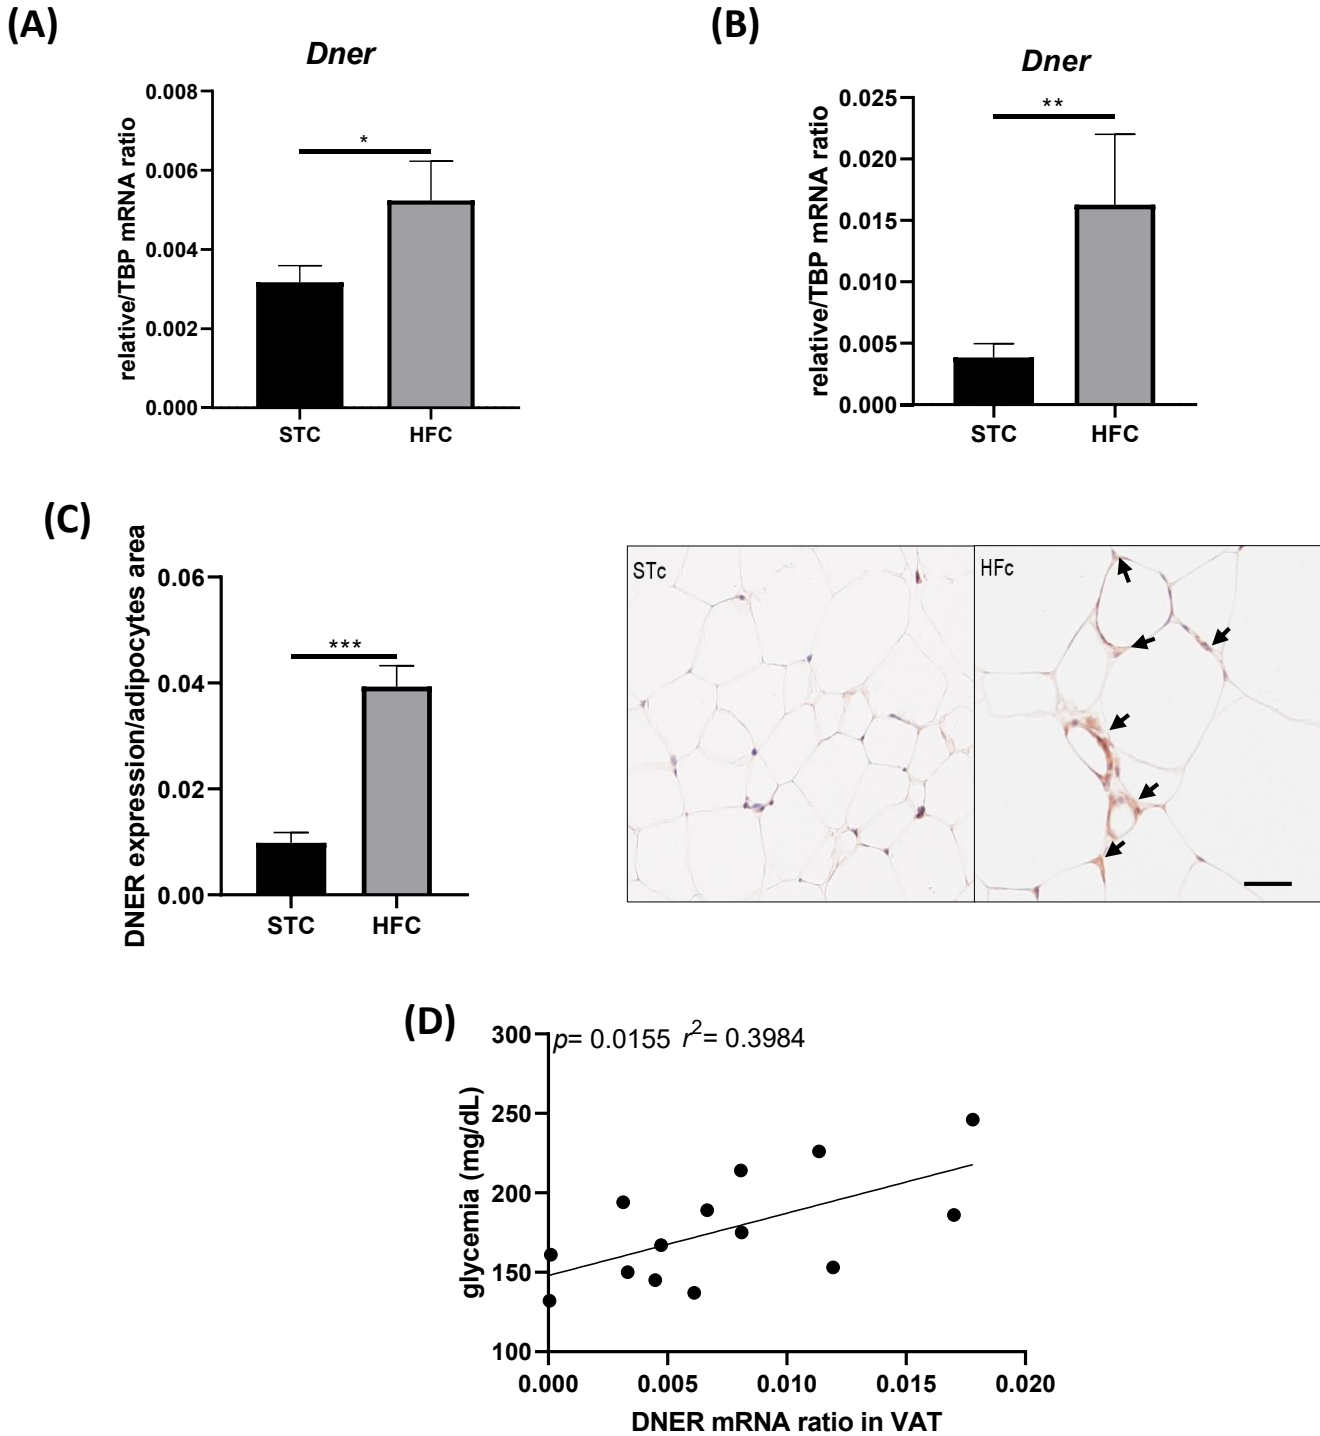 (A)
Dner
relative/TBP mRNA ratio
0.008
0.006
0.004
0.002
0.000
*
STC HFC
(B)
Dner
relative/TBP mRNA ratio
0.025
0.020
0.015
0.010
0.005
0.000
**
STC HFC
(C)
DNER expression/adipocytes area
0.06
0.04
0.02
0.00
***
STC HFC
STc
HFc
(D)
p= 0.0155 r2= 0.3984
glycemia (mg/dL)
300
250
200
150
100
0.000 0.005 0.010 0.015 0.020
DNER mRNA ratio in VAT